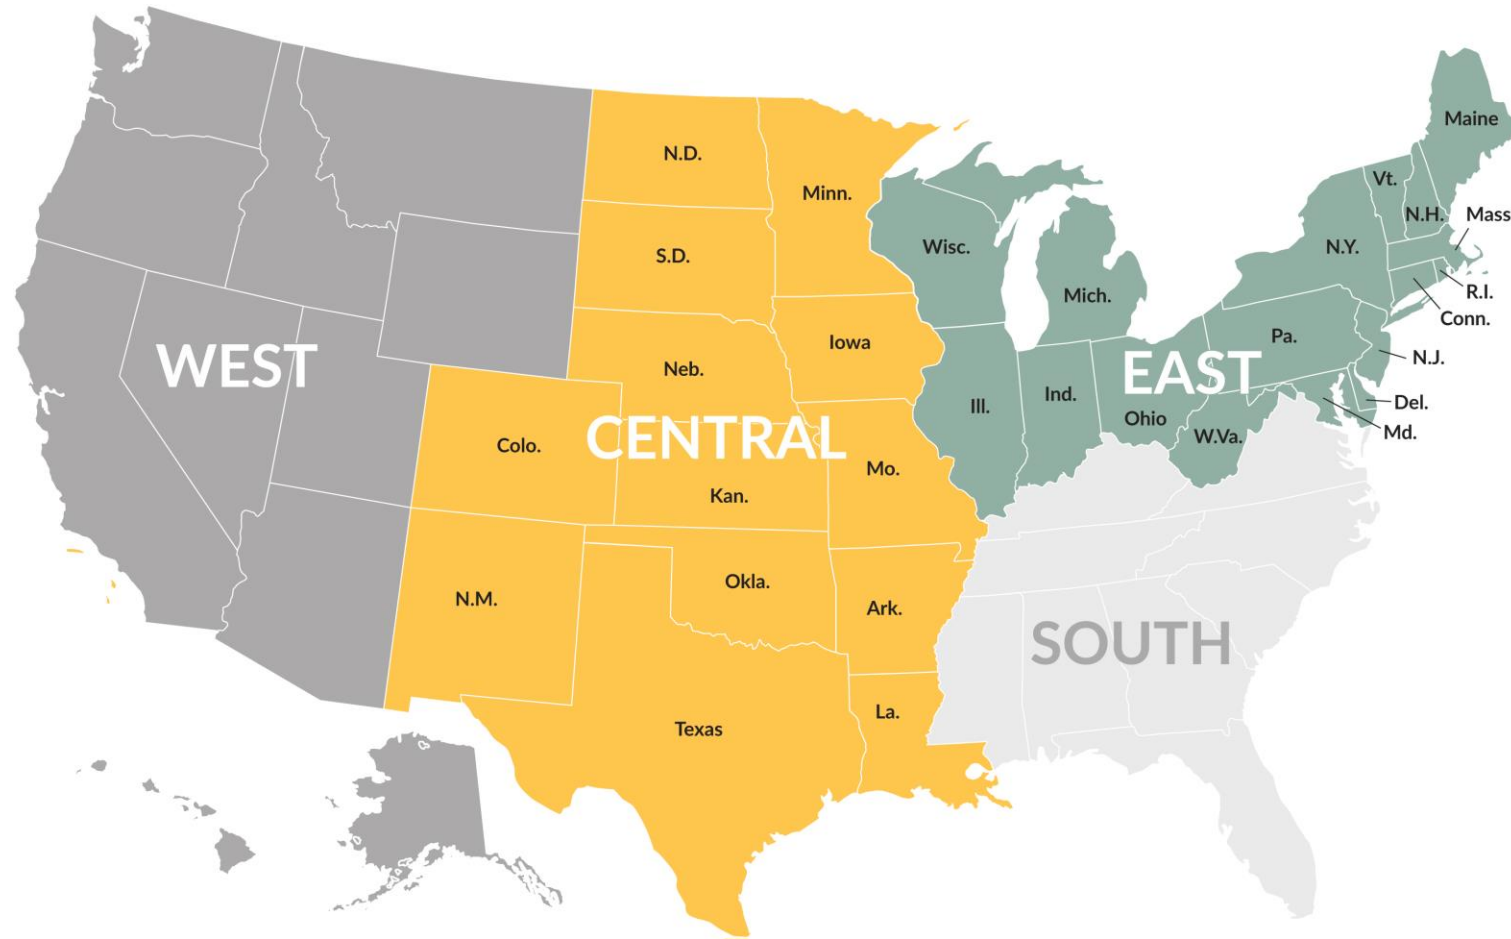 Maine
N.D.
Vt.
Minn.
N.H.
Mass
Wisc.
N.Y.
S.D.
R.I.
Mich.
Conn.
Pa.
Iowa
N.J.
WEST
EAST
Neb.
Ind.
Del.
Ill.
Ohio
Md.
W.Va.
CENTRAL
Colo.
Mo.
Kan.
Okla.
N.M.
Ark.
SOUTH
La.
Texas